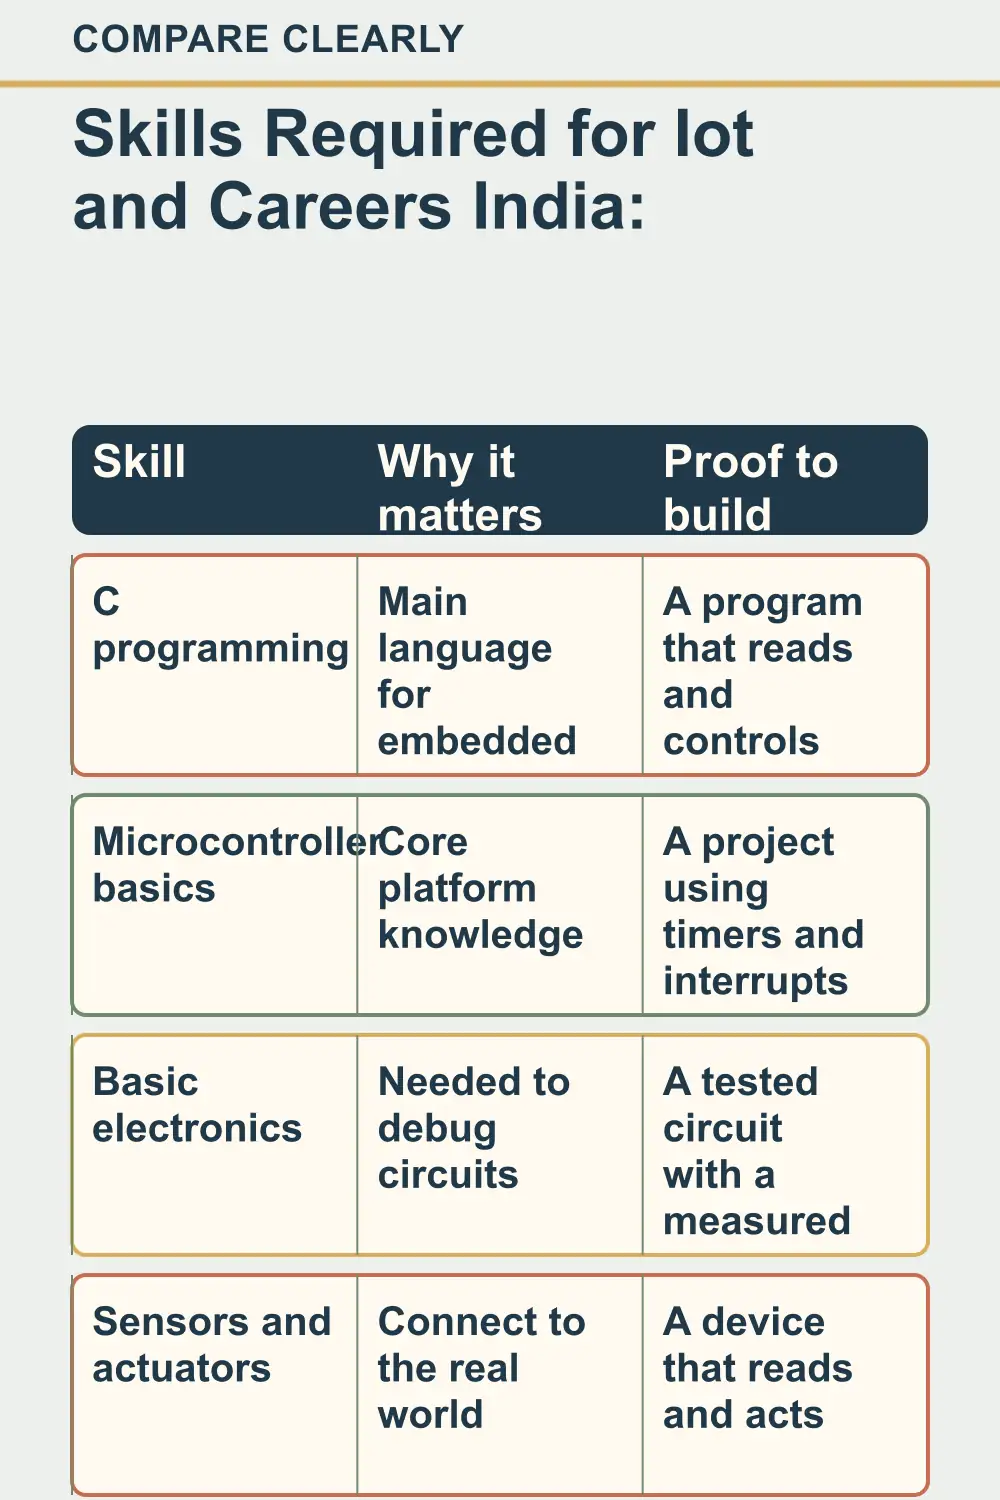 COMPARE CLEARLY
Skills Required for Iot
and Careers India:
Skill
Why it
matters
Proof to
build
C
programming
Main
language
for
embedded
A program
that reads
and
controls
Microcontroller
basics
Core
platform
knowledge
A project
using
timers and
interrupts
Basic
electronics
Needed to
debug
circuits
A tested
circuit
with a
measured
Sensors and
actuators
Connect to
the real
world
A device
that reads
and acts